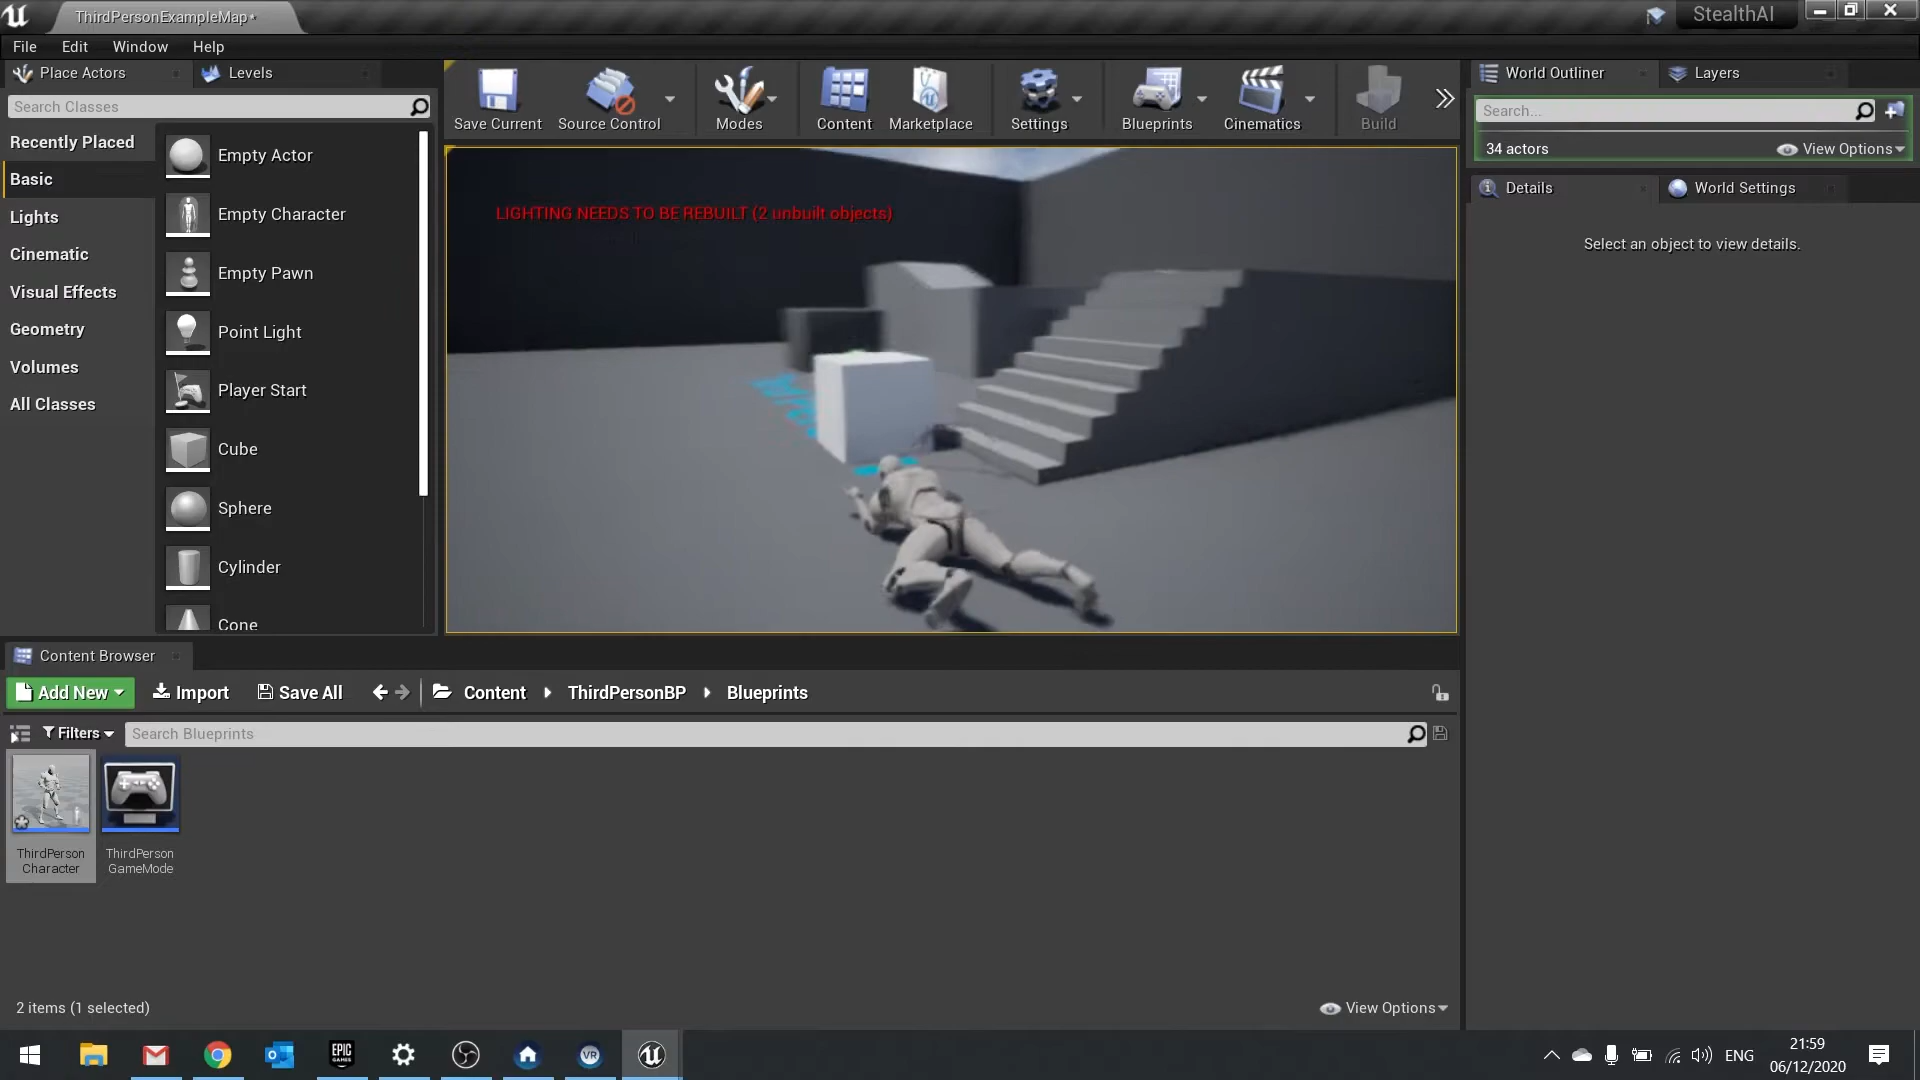 ThirdPersonExampleMap*
StealthAI
File Edit Window Help
Place Actors
Levels
Search Classes
Recently Placed
Basic
Lights
Cinematic
Visual Effects
Geometry
Volumes
All Classes
Empty Actor
Empty Character
Empty Pawn
Point Light
Player Start
Cube
Sphere
Cylinder
Cone
Save Current
Source Control
Modes
Content
Marketplace
Settings
Blueprints
Cinematics
Build
LIGHTING NEEDS TO BE REBUILT (2 unbuilt objects)
World Outliner
Layers
Search...
34 actors
View Options
Details
World Settings
Select an object to view details.
Content Browser
Add New
Import
Save All
Content
ThirdPersonBP
Blueprints
Filters
Search Blueprints
ThirdPerson
Character
ThirdPerson
GameMode
2 items (1 selected)
View Options
EPIC
GAMES
VR
ENG
21:59
06/12/2020